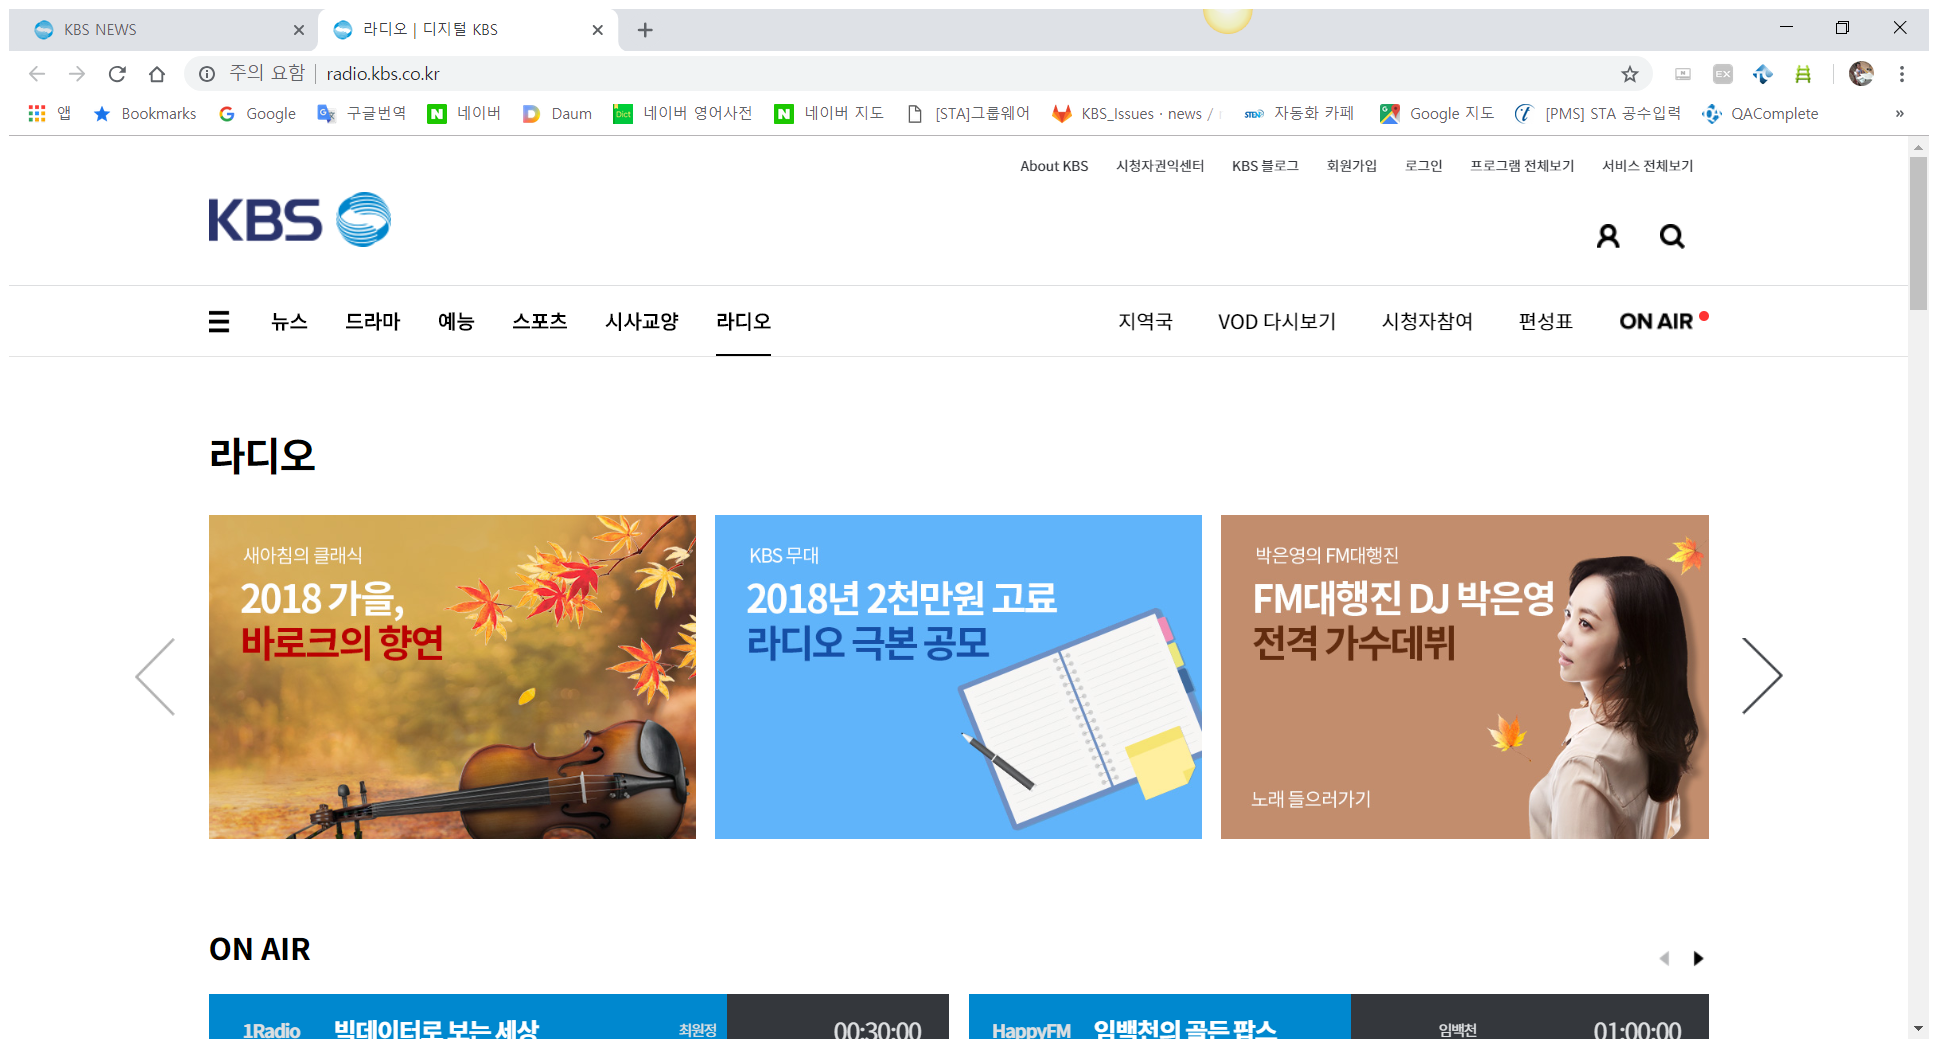 KBS NEWS
라디오 | 디지털 KBS
주의 요함 | radio.kbs.co.kr
EX
앱
Bookmarks
Google
구글번역
네이버
Daum
Dict
네이버 영어사전
네이버 지도
[STA]그룹웨어
KBS_Issues · news /
STEN
자동화 카페
Google 지도
[PMS] STA 공수입력
QAComplete
»
About KBS
시청자권익센터
KBS 블로그
회원가입
로그인
프로그램 전체보기
서비스 전체보기
KBS
뉴스
드라마
예능
스포츠
시사교양
라디오
지역국
VOD 다시보기
시청자참여
편성표
ON AIR
라디오
새아침의 클래식
2018 가을,
바로크의 향연
KBS 무대
2018년 2천만원 고료
라디오 극본 공모
박은영의 FM대행진
FM대행진 DJ 박은영
전격 가수데뷔
노래 들으러가기
ON AIR
1Radio
빅데이터로 보는 세상
최원정
00:30:00
HappyFM
임백천의 골든 팝스
임백천
01:00:00